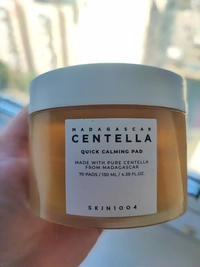 MADAGASCAR
CENTELLA
QUICK CALMING PAD
MADE WITH PURE CENTELLA
FROM MADAGASCAR
70 PADS / 130 ML / 4.39 FL.OZ.
SKIN1004